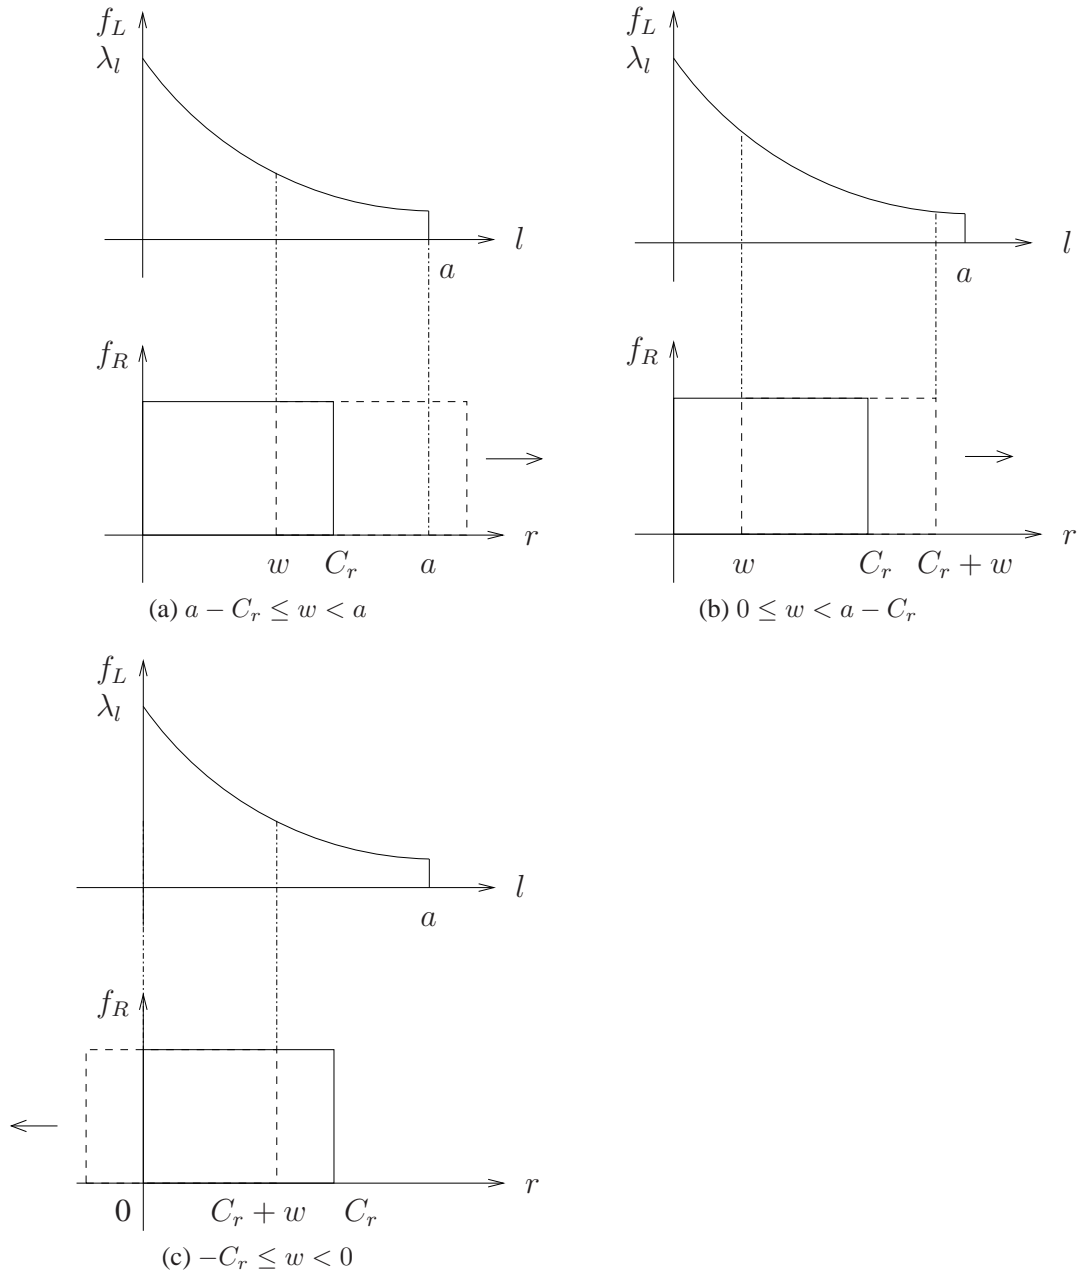 f_L
λ_l
l
a
f_R
r
w
C_r
a
(a) a − C_r ≤ w < a
f_L
λ_l
l
a
f_R
r
w
C_r
C_r + w
(b) 0 ≤ w < a − C_r
f_L
λ_l
l
a
f_R
r
0
C_r + w
C_r
(c) −C_r ≤ w < 0